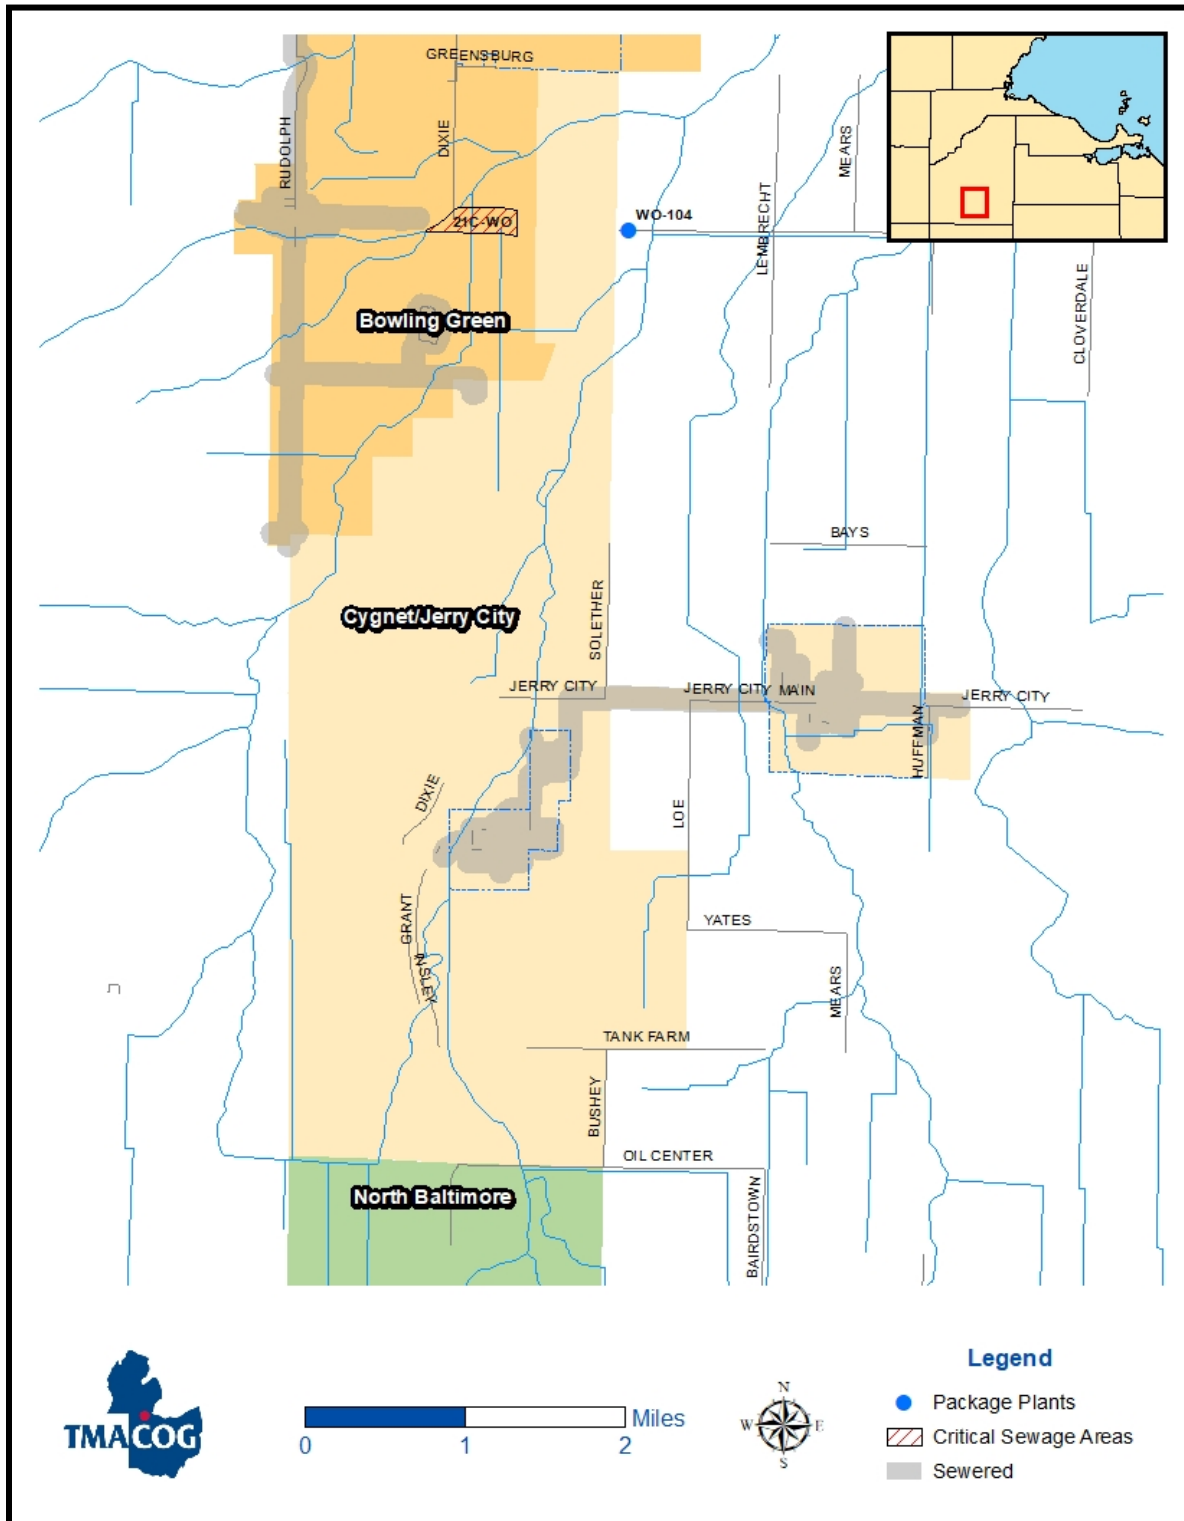 GREENSBURG
RUDOLPH
DIXIE
MEARS
LEMBRECHT
WO-104
21C-WO
CLOVERDALE
Bowling Green
BAYS
SOLETHER
Cygnet/Jerry City
JERRY CITY
JERRY CITY MAIN
JERRY CITY
HUFFMAN
DIXIE
LOE
GRANT
YATES
INSLEY
MEARS
TANK FARM
BUSHEY
OIL CENTER
North Baltimore
BAIRDSTOWN
Legend
Package Plants
Critical Sewage Areas
Sewered
TMACOG
Miles
0 1 2
N
W E
S